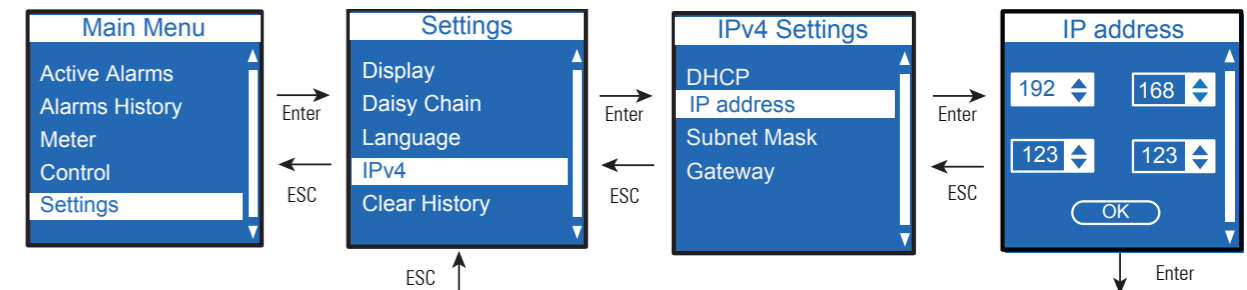 Main Menu
Active Alarms
Alarms History
Meter
Control
Settings
Enter
ESC
Settings
Display
Daisy Chain
Language
IPv4
Clear History
Enter
ESC
IPv4 Settings
DHCP
IP address
Subnet Mask
Gateway
Enter
ESC
IP address
192 168
123 123
OK
ESC
Enter